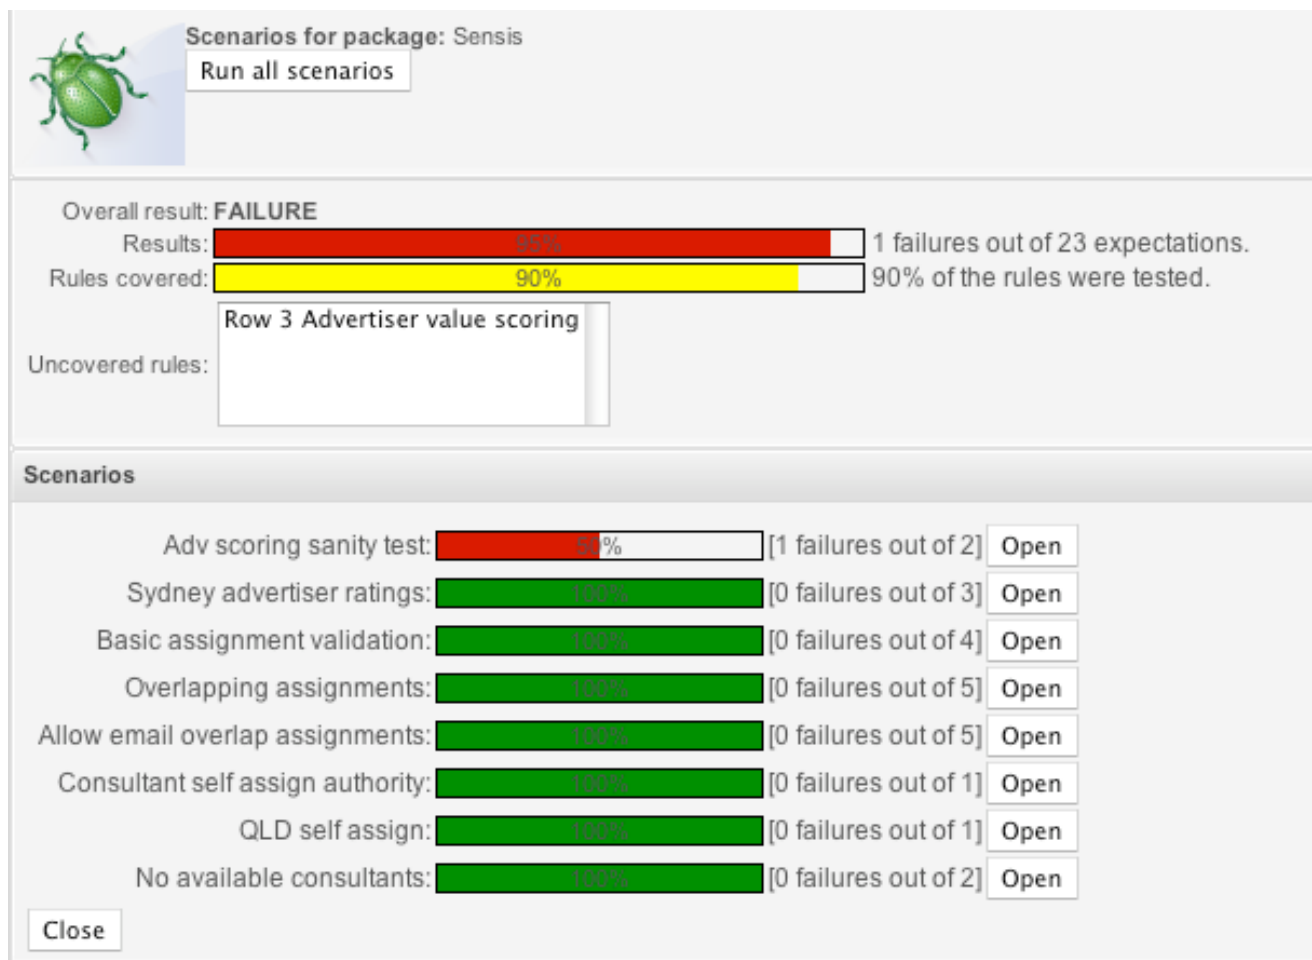 Scenarios for package: Sensis
Run all scenarios
Overall result: FAILURE
Results: 95% 1 failures out of 23 expectations.
Rules covered: 90% 90% of the rules were tested.
Row 3 Advertiser value scoring
Uncovered rules:
Scenarios
Adv scoring sanity test: 50% [1 failures out of 2] Open
Sydney advertiser ratings: 100% [0 failures out of 3] Open
Basic assignment validation: 100% [0 failures out of 4] Open
Overlapping assignments: 100% [0 failures out of 5] Open
Allow email overlap assignments: 100% [0 failures out of 5] Open
Consultant self assign authority: 100% [0 failures out of 1] Open
QLD self assign: 100% [0 failures out of 1] Open
No available consultants: 100% [0 failures out of 2] Open
Close